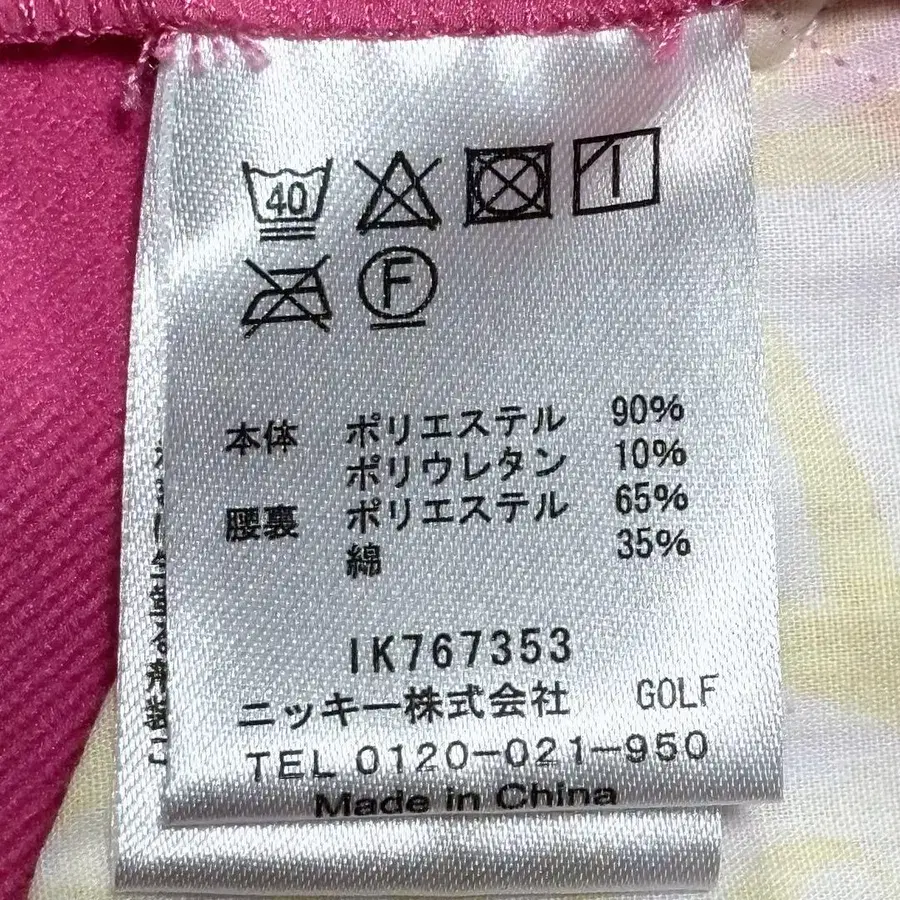 40
F
本体 ポリエステル 90%
ポリウレタン 10%
腰裏 ポリエステル 65%
綿 35%
IK767353
ニッキー株式会社 GOLF
TEL 0120-021-950
Made in China